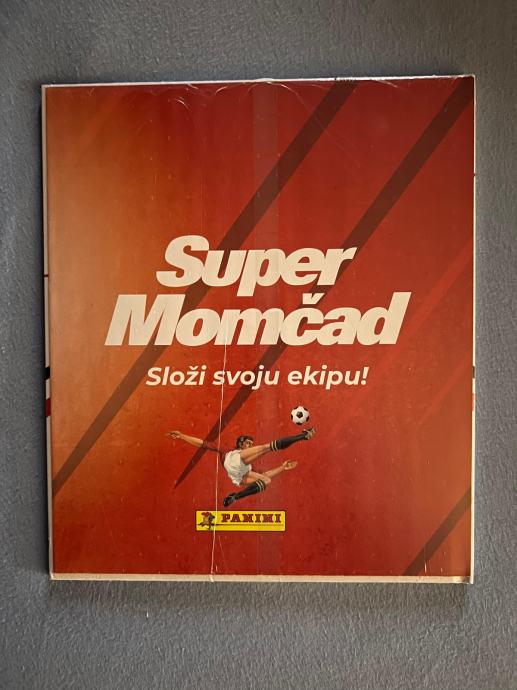 Super
Momčad
Složi svoju ekipu!
PANINI